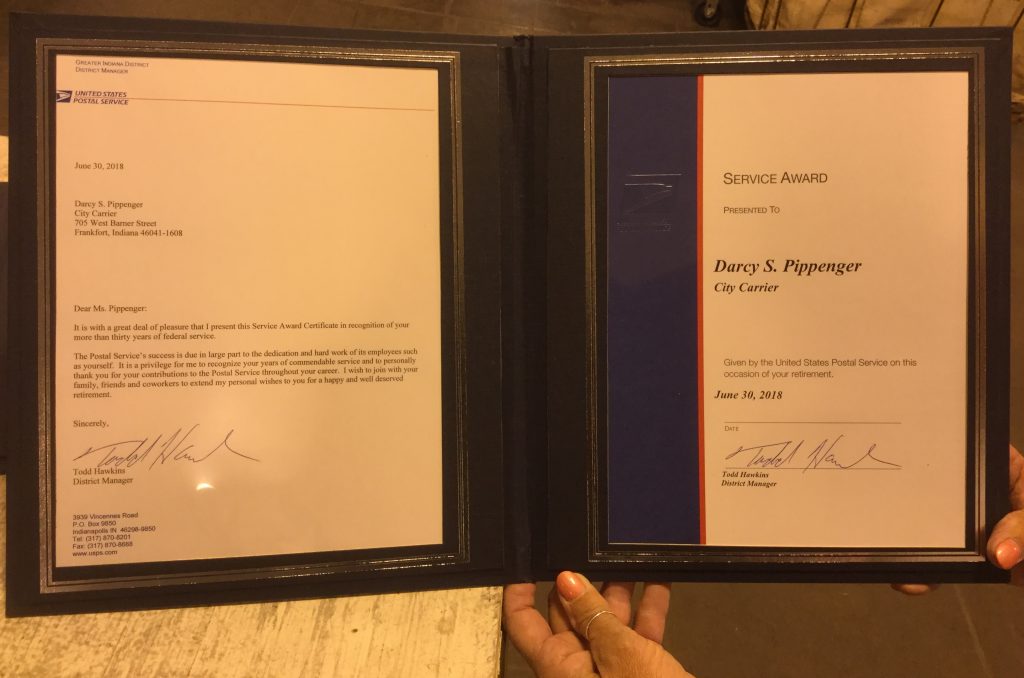 GREATER INDIANA DISTRICT
DISTRICT MANAGER
UNITED STATES
POSTAL SERVICE
June 30, 2018
Darcy S. Pippenger
City Carrier
705 West Barner Street
Frankfort, Indiana 46041-1608
Dear Ms. Pippenger:
It is with a great deal of pleasure that I present this Service Award Certificate in recognition of your
more than thirty years of federal service.
The Postal Service's success is due in large part to the dedication and hard work of its employees such
as yourself. It is a privilege for me to recognize your years of commendable service and to personally
thank you for your contributions to the Postal Service throughout your career. I wish to join with your
family, friends and coworkers to extend my personal wishes to you for a happy and well deserved
retirement.
Sincerely,
Todd Hawkins
District Manager
3939 Vincennes Road
P.O. Box 9850
Indianapolis IN 46298-9850
Tel: (317) 870-8201
Fax: (317) 870-8688
www.usps.com
SERVICE AWARD
PRESENTED TO
Darcy S. Pippenger
City Carrier
Given by the United States Postal Service on this
occasion of your retirement.
June 30, 2018
DATE
Todd Hawkins
District Manager